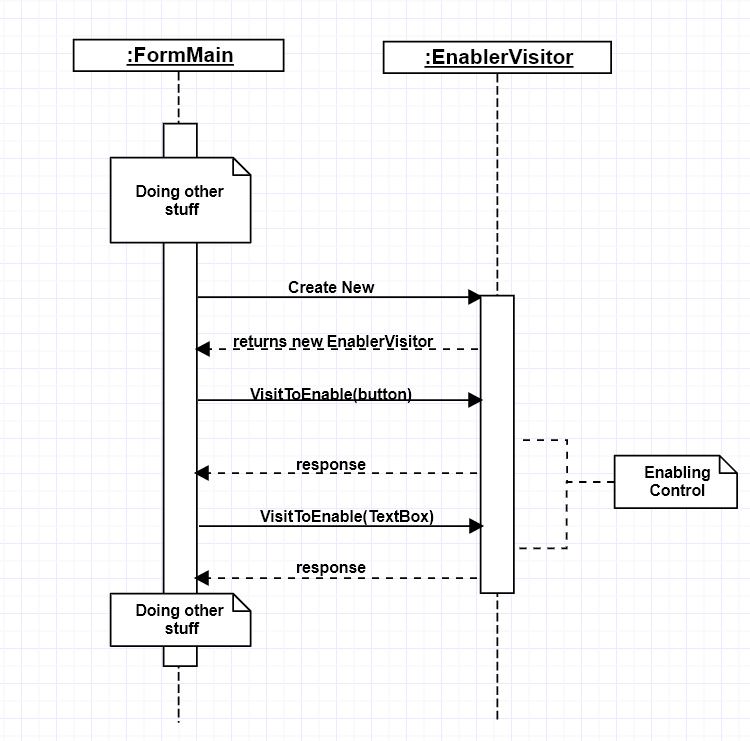 :FormMain
:EnablerVisitor
Doing other
stuff
Create New
returns new EnablerVisitor
VisitToEnable(button)
response
Enabling
Control
VisitToEnable(TextBox)
response
Doing other
stuff